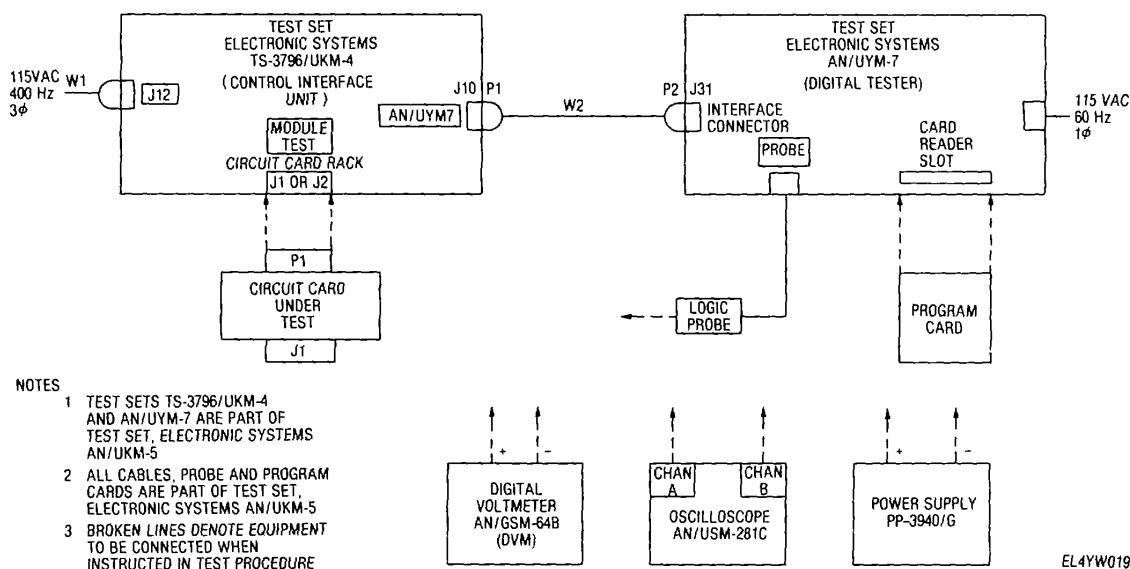 TEST SET
ELECTRONIC SYSTEMS
TS-3796/UKM-4
(CONTROL INTERFACE
UNIT)
115VAC
400 Hz
3φ
W1
J12
MODULE
TEST
CIRCUIT CARD RACK
J1 OR J2
AN/UYM7
J10 P1
W2
P2 J31
TEST SET
ELECTRONIC SYSTEMS
AN/UYM-7
(DIGITAL TESTER)
INTERFACE
CONNECTOR
PROBE
CARD
READER
SLOT
115 VAC
60 Hz
1φ
P1
CIRCUIT CARD
UNDER
TEST
J1
LOGIC
PROBE
PROGRAM
CARD
NOTES
1 TEST SETS TS-3796/UKM-4
AND AN/UYM-7 ARE PART OF
TEST SET, ELECTRONIC SYSTEMS
AN/UKM-5
2 ALL CABLES, PROBE AND PROGRAM
CARDS ARE PART OF TEST SET,
ELECTRONIC SYSTEMS AN/UKM-5
3 BROKEN LINES DENOTE EQUIPMENT
TO BE CONNECTED WHEN
INSTRUCTED IN TEST PROCEDURE
+ -
DIGITAL
VOLTMETER
AN/GSM-64B
(DVM)
CHAN
A
CHAN
B
OSCILLOSCOPE
AN/USM-281C
+ -
POWER SUPPLY
PP-3940/G
EL4YW019